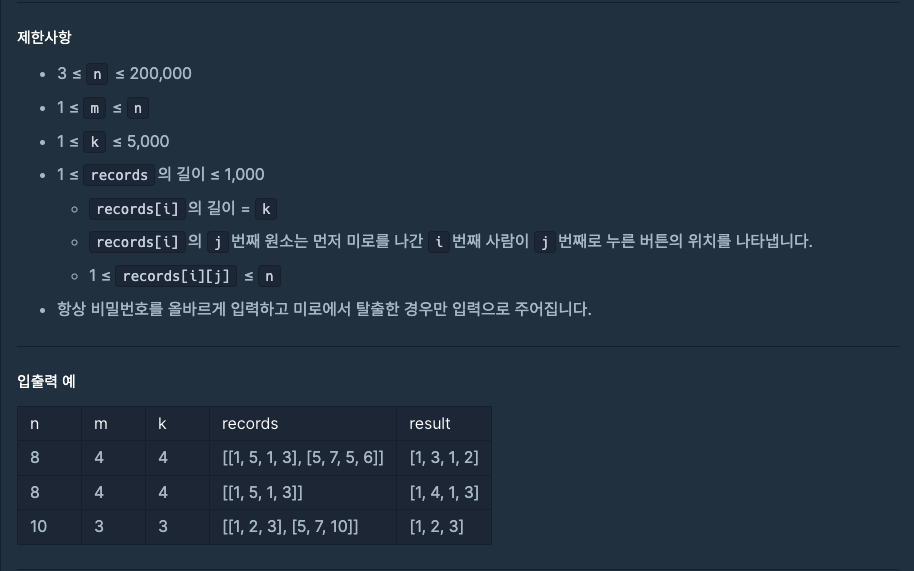 제한사항
• 3 ≤ n ≤ 200,000
• 1 ≤ m ≤ n
• 1 ≤ k ≤ 5,000
• 1 ≤ records 의 길이 ≤ 1,000
◦ records[i] 의 길이 = k
◦ records[i] 의 j 번째 원소는 먼저 미로를 나간 i 번째 사람이 j 번째로 누른 버튼의 위치를 나타냅니다.
◦ 1 ≤ records[i][j] ≤ n
• 항상 비밀번호를 올바르게 입력하고 미로에서 탈출한 경우만 입력으로 주어집니다.
입출력 예
n m k records result
8 4 4 [[1, 5, 1, 3], [5, 7, 5, 6]] [1, 3, 1, 2]
8 4 4 [[1, 5, 1, 3]] [1, 4, 1, 3]
10 3 3 [[1, 2, 3], [5, 7, 10]] [1, 2, 3]